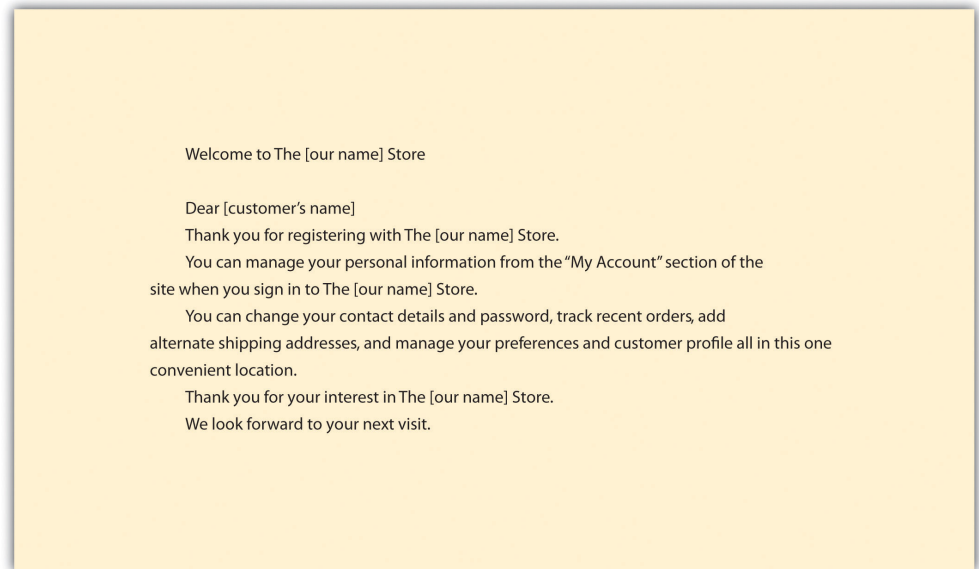 Welcome to The [our name] Store
Dear [customer’s name]
Thank you for registering with The [our name] Store.
You can manage your personal information from the “My Account” section of the
site when you sign in to The [our name] Store.
You can change your contact details and password, track recent orders, add
alternate shipping addresses, and manage your preferences and customer profile all in this one
convenient location.
Thank you for your interest in The [our name] Store.
We look forward to your next visit.